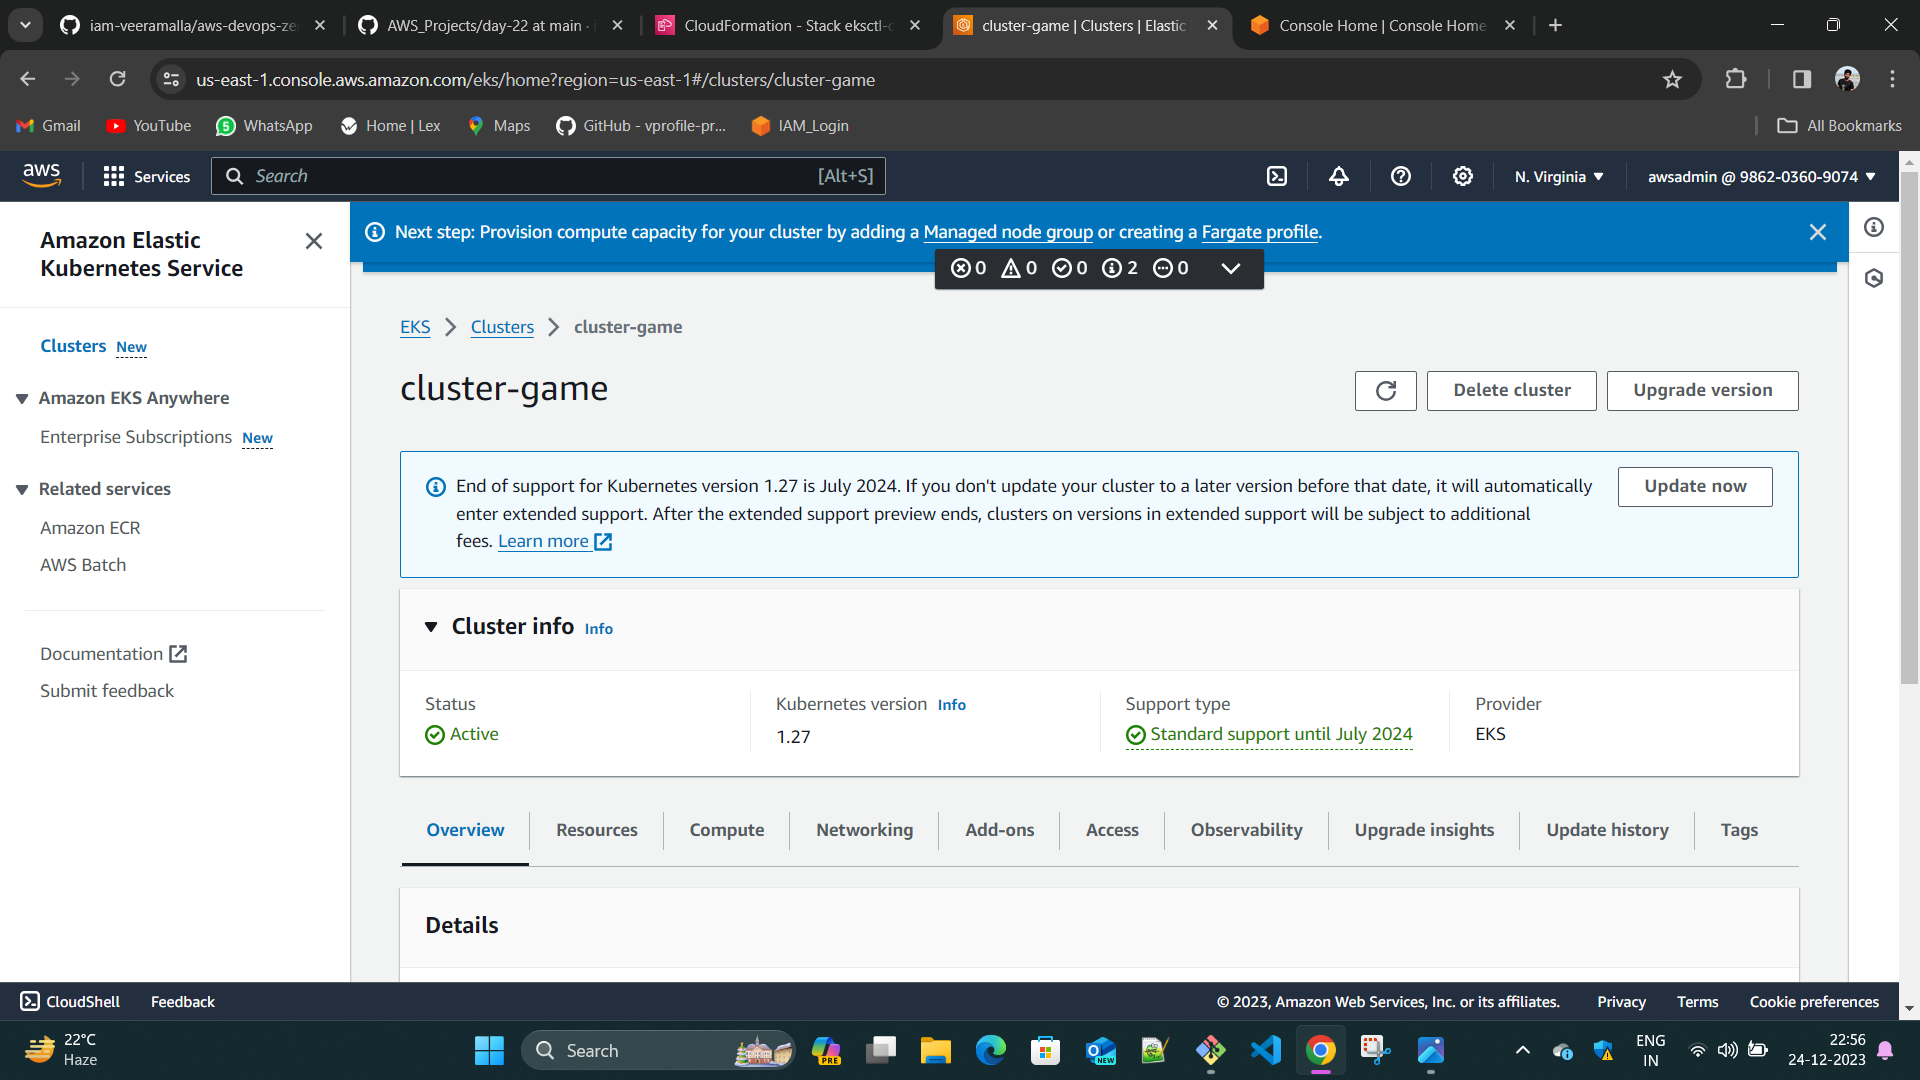 iam-veeramalla/aws-devops-ze
AWS_Projects/day-22 at main ·
CloudFormation - Stack eksctl-c
cluster-game | Clusters | Elastic
Console Home | Console Home
us-east-1.console.aws.amazon.com/eks/home?region=us-east-1#/clusters/cluster-game
Gmail
YouTube
5
WhatsApp
Home | Lex
Maps
GitHub - vprofile-pr...
IAM_Login
All Bookmarks
aws
Services
Search
[Alt+S]
N. Virginia
awsadmin @ 9862-0360-9074
Amazon Elastic
Kubernetes Service
Clusters New
Amazon EKS Anywhere
Enterprise Subscriptions New
Related services
Amazon ECR
AWS Batch
Documentation
Submit feedback
Next step: Provision compute capacity for your cluster by adding a Managed node group or creating a Fargate profile.
0 0 0 2 0
EKS
Clusters
cluster-game
cluster-game
Delete cluster
Upgrade version
End of support for Kubernetes version 1.27 is July 2024. If you don't update your cluster to a later version before that date, it will automatically
enter extended support. After the extended support preview ends, clusters on versions in extended support will be subject to additional
fees. Learn more
Update now
Cluster info Info
Status
Active
Kubernetes version Info
1.27
Support type
Standard support until July 2024
Provider
EKS
Overview
Resources
Compute
Networking
Add-ons
Access
Observability
Upgrade insights
Update history
Tags
Details
CloudShell
Feedback
© 2023, Amazon Web Services, Inc. or its affiliates.
Privacy
Terms
Cookie preferences
22°C
Haze
Search
PRE
NEW
ENG
IN
22:56
24-12-2023